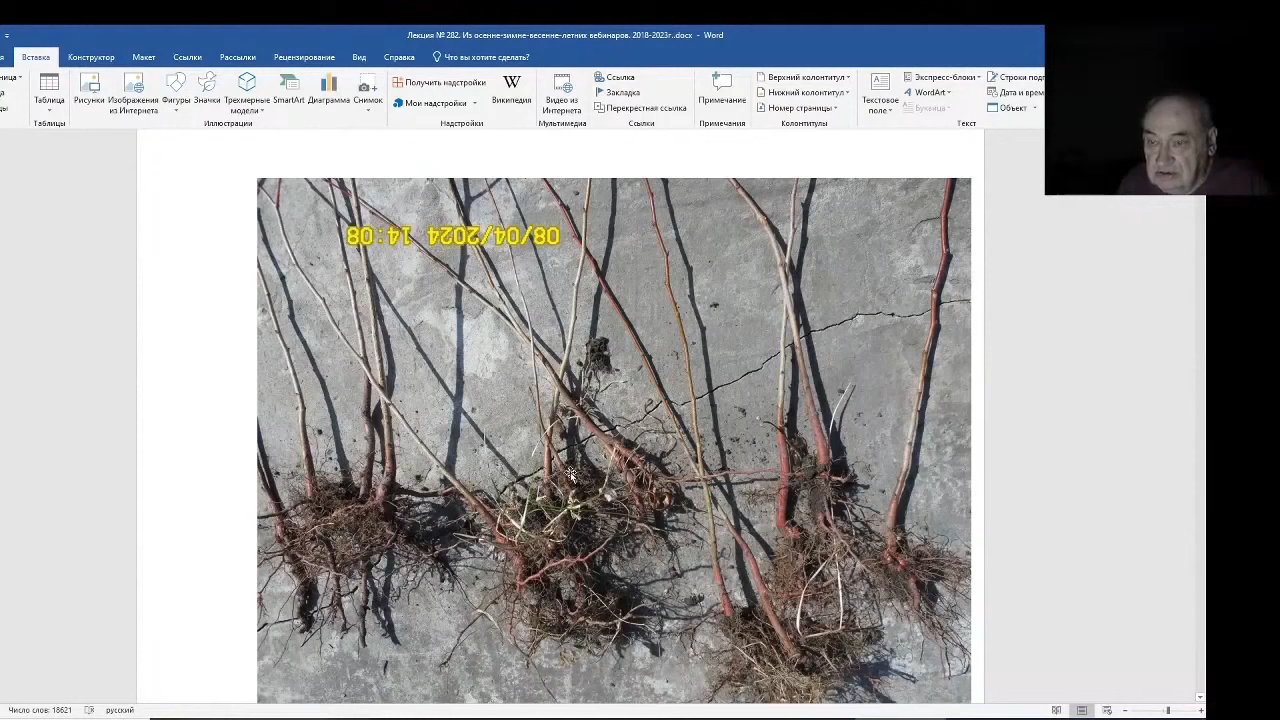 Лекция № 282. Из осенне-зимне-весенне-летних вебинаров. 2018-2023г..docx - Word
Вставка Конструктор Макет Ссылки Рассылки Рецензирование Вид Справка Что вы хотите сделать?
Таблица
Таблицы
Рисунки
Изображения из Интернета
Фигуры
Значки
Трехмерные модели
SmartArt
Диаграмма
Снимок
Иллюстрации
Получить надстройки
Мои надстройки
Википедия
Надстройки
Видео из Интернета
Мультимедиа
Ссылка
Закладка
Перекрестная ссылка
Ссылки
Примечание
Примечания
Верхний колонтитул
Нижний колонтитул
Номер страницы
Колонтитулы
Текстовое поле
Экспресс-блоки
WordArt
Буквица
Объект
Текст
08/04/2024 14:08
Число слов: 18621 русский